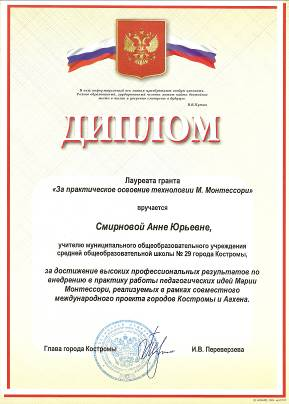 В.В.Путин
ДИПЛОМ
Лауреата гранта
«За практическое освоение технологии М. Монтессори»
вручается
Смирновой Анне Юрьевне,
учителю муниципального общеобразовательного учреждения
средней общеобразовательной школы № 29 города Костромы,
за достижение высоких профессиональных результатов по
внедрению в практику работы педагогических идей Марии
Монтессори, реализуемых в рамках совместного
международного проекта городов Костромы и Аахена.
Глава города Костромы И.В. Переверзева